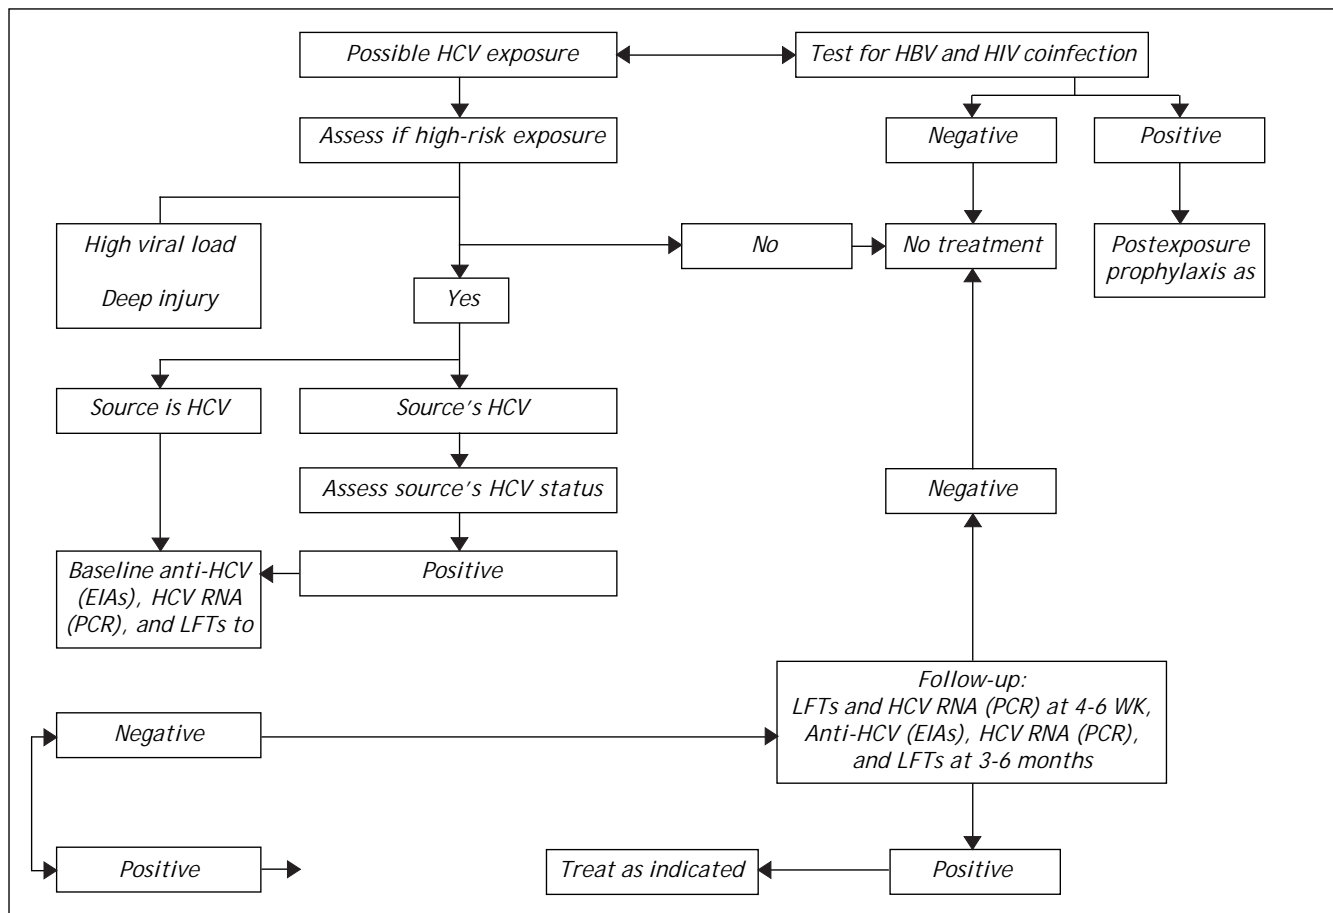 Possible HCV exposure
Test for HBV and HIV coinfection
Assess if high-risk exposure
Negative
Positive
High viral load
Deep injury
No
No treatment
Postexposure
prophylaxis as
Yes
Source is HCV
Source's HCV
Assess source's HCV status
Negative
Baseline anti-HCV
(EIAs), HCV RNA
(PCR), and LFTs to
Positive
Follow-up:
LFTs and HCV RNA (PCR) at 4-6 WK,
Anti-HCV (EIAs), HCV RNA (PCR),
and LFTs at 3-6 months
Negative
Positive
Treat as indicated
Positive